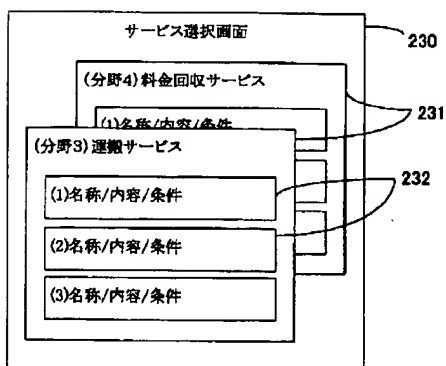 サービス選択画面
230
(分野4)料金回収サービス
231
(1)名称/内容/条件
(分野3)運搬サービス
232
(1)名称/内容/条件
(2)名称/内容/条件
(3)名称/内容/条件